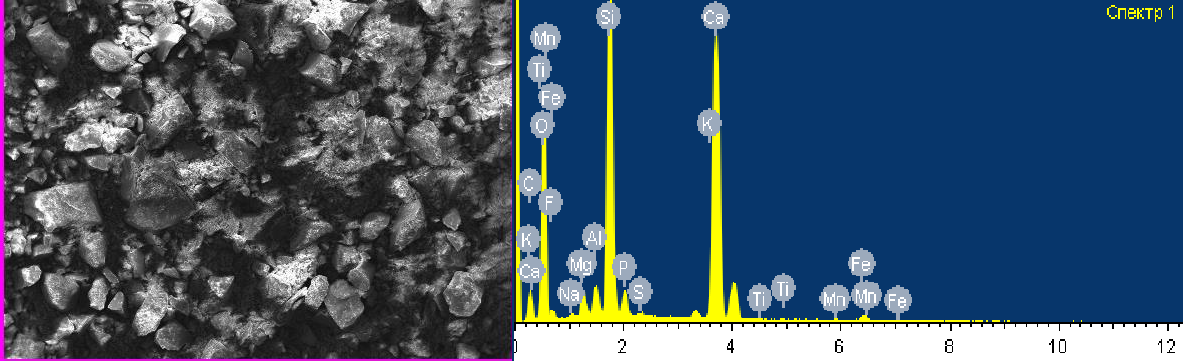 Спектр 1
Si Ca
Mn
Ti
Fe
O K
C
F
K Al
Ca Mg P Fe
Na S Ti Ti Mn Mn Fe
0 2 4 6 8 10 12